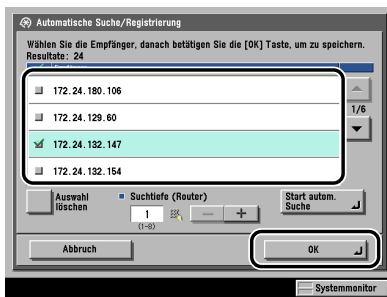 Automatische Suche/Registrierung
Wählen Sie die Empfänger, danach betätigen Sie die [OK] Taste, um zu speichern.
Resultate: 24
172.24.180.106
172.24.129.60
172.24.132.147
172.24.132.154
1/6
Auswahl
löschen
Suchtiefe (Router)
1
(1-8)
Start autom.
Suche
Abbruch
OK
Systemmonitor